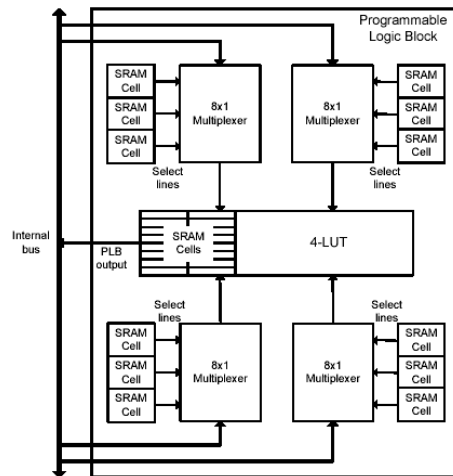 Programmable
Logic Block
SRAM
Cell
SRAM
Cell
SRAM
Cell
8x1
Multiplexer
8x1
Multiplexer
SRAM
Cell
SRAM
Cell
SRAM
Cell
Select
lines
Select
lines
Internal
bus
PLB
output
SRAM
Cells
4-LUT
Select
lines
Select
lines
SRAM
Cell
SRAM
Cell
SRAM
Cell
8x1
Multiplexer
8x1
Multiplexer
SRAM
Cell
SRAM
Cell
SRAM
Cell